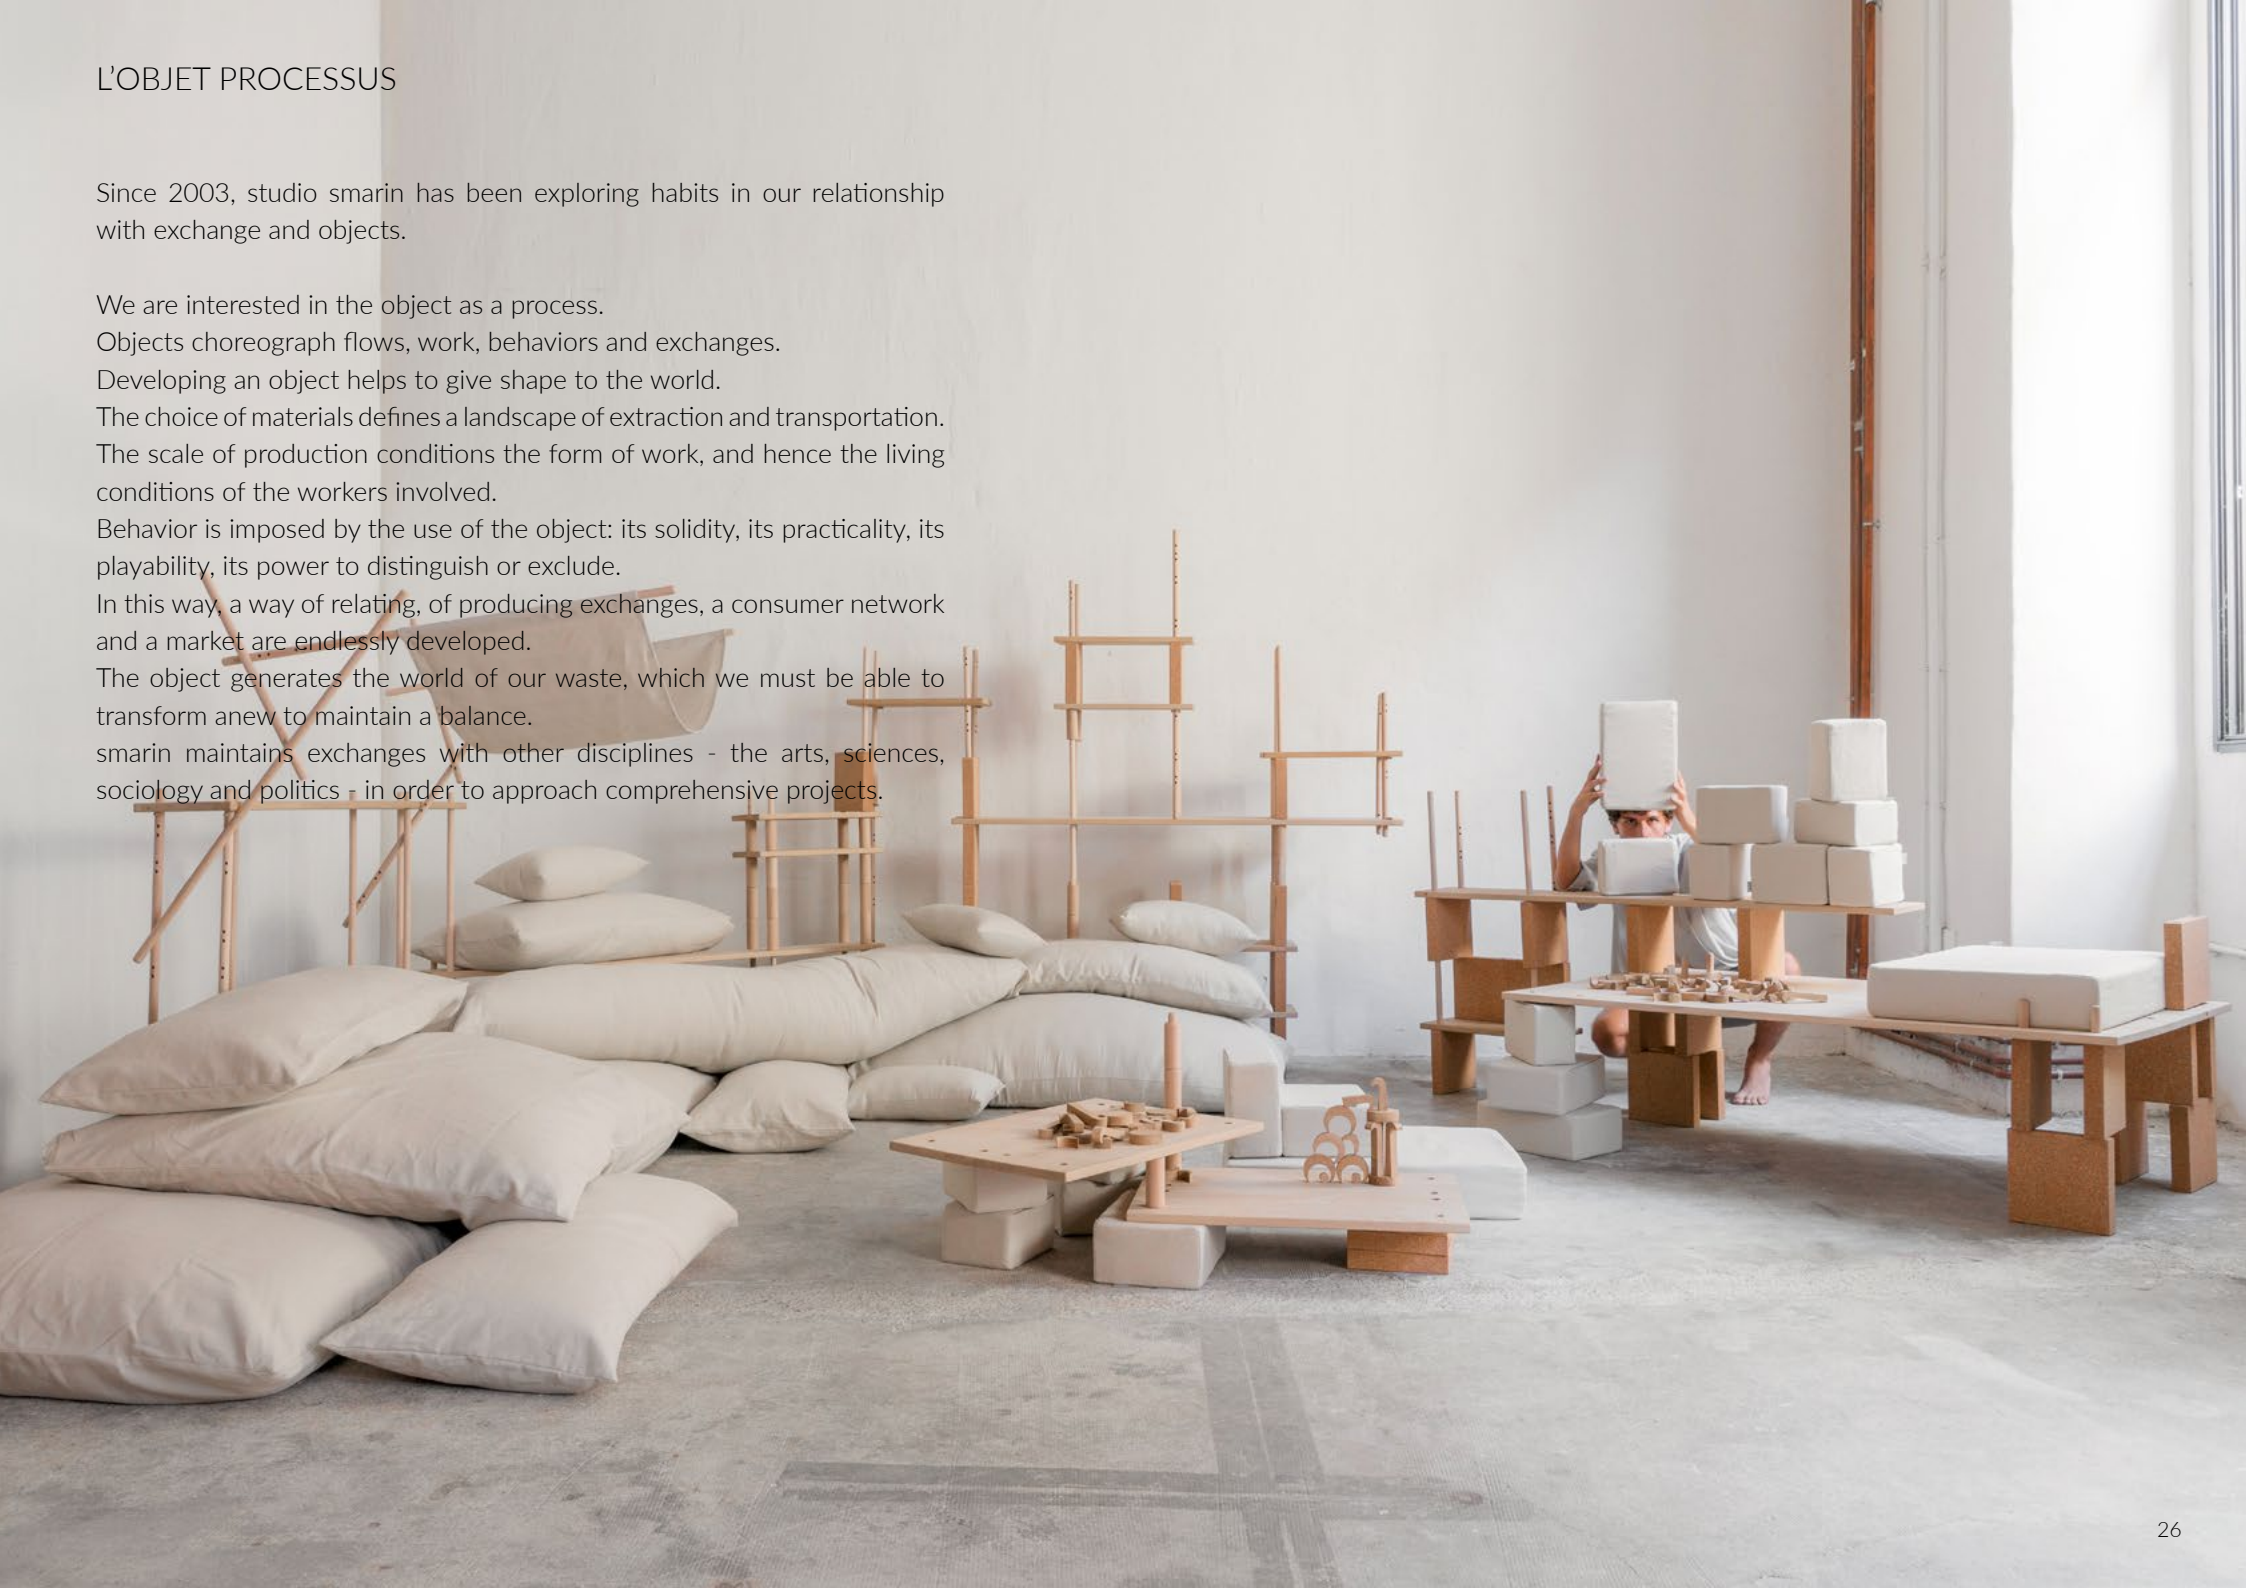 L'OBJET PROCESSUS
Since 2003, studio smarin has been exploring habits in our relationship
with exchange and objects.
We are interested in the object as a process.
Objects choreograph flows, work, behaviors and exchanges.
Developing an object helps to give shape to the world.
The choice of materials defines a landscape of extraction and transportation.
The scale of production conditions the form of work, and hence the living
conditions of the workers involved.
Behavior is imposed by the use of the object: its solidity, its practicality, its
playability, its power to distinguish or exclude.
In this way, a way of relating, of producing exchanges, a consumer network
and a market are endlessly developed.
The object generates the world of our waste, which we must be able to
transform anew to maintain a balance.
smarin maintains exchanges with other disciplines - the arts, sciences,
sociology and politics - in order to approach comprehensive projects.
26